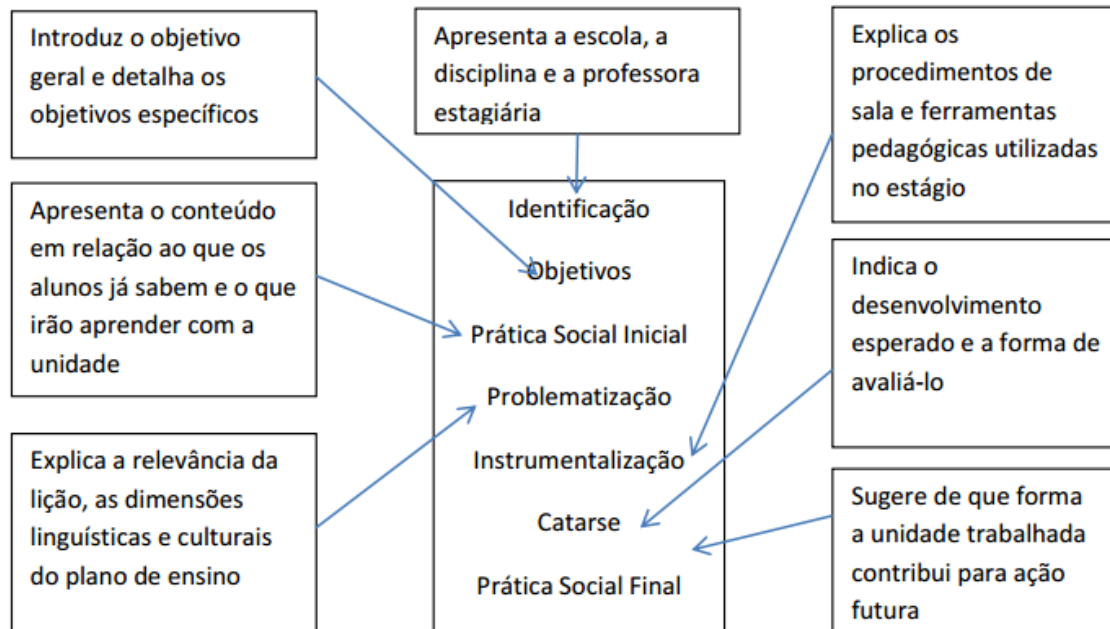 Introduz o objetivo
geral e detalha os
objetivos específicos
Apresenta o conteúdo
em relação ao que os
alunos já sabem e o que
irão aprender com a
unidade
Explica a relevância da
lição, as dimensões
linguísticas e culturais
do plano de ensino
Apresenta a escola, a
disciplina e a professora
estagiária
Identificação
Objetivos
Prática Social Inicial
Problematização
Instrumentalização
Catarse
Prática Social Final
Explica os
procedimentos de
sala e ferramentas
pedagógicas utilizadas
no estágio
Indica o
desenvolvimento
esperado e a forma de
avaliá-lo
Sugere de que forma
a unidade trabalhada
contribui para ação
futura